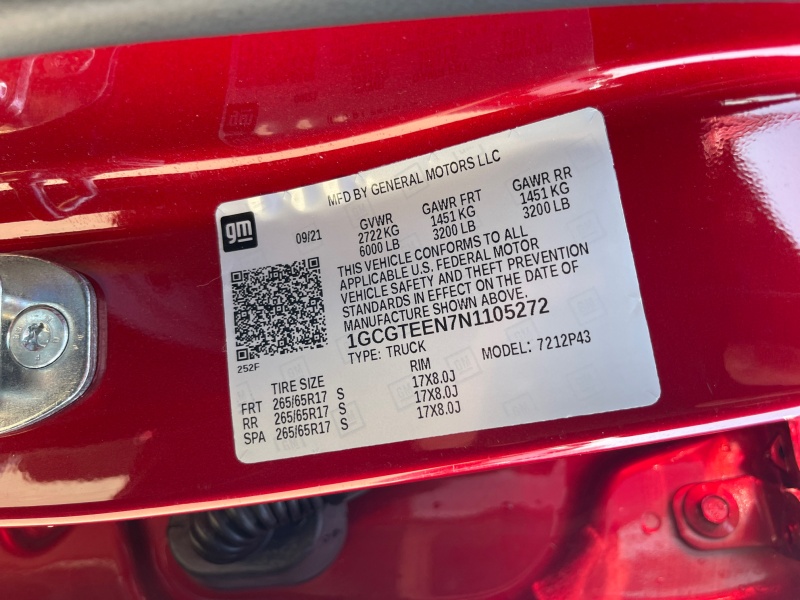 MFD BY GENERAL MOTORS LLC
gm
09/21
GVWR GAWR FRT GAWR RR
2722 KG 1451 KG 1451 KG
6000 LB 3200 LB 3200 LB
THIS VEHICLE CONFORMS TO ALL
APPLICABLE U.S. FEDERAL MOTOR
VEHICLE SAFETY AND THEFT PREVENTION
STANDARDS IN EFFECT ON THE DATE OF
MANUFACTURE SHOWN ABOVE.
1GCGTEEN7N1105272
252F
TYPE: TRUCK MODEL: 7212P43
TIRE SIZE RIM
FRT 265/65R17 S 17X8.0J
RR 265/65R17 S 17X8.0J
SPA 265/65R17 S 17X8.0J